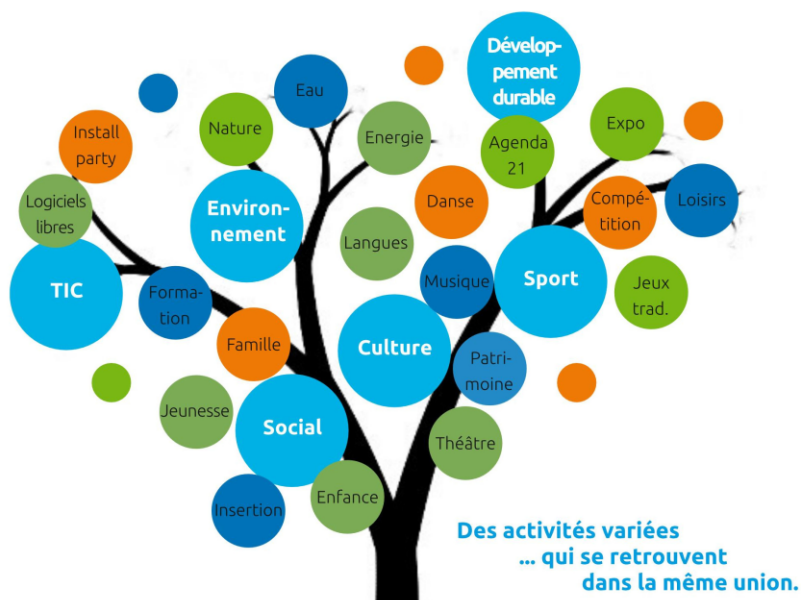 Dévelop-
pement
durable
Eau
Install
party
Nature
Energie
Agenda
21
Expo
Logiciels
libres
Environ-
nement
Danse
Langues
Compé-
tition
Loisirs
TIC
Forma-
tion
Musique
Sport
Jeux
trad.
Famille
Culture
Patri-
moine
Jeunesse
Social
Théâtre
Insertion
Enfance
Des activités variées
... qui se retrouvent
dans la même union.